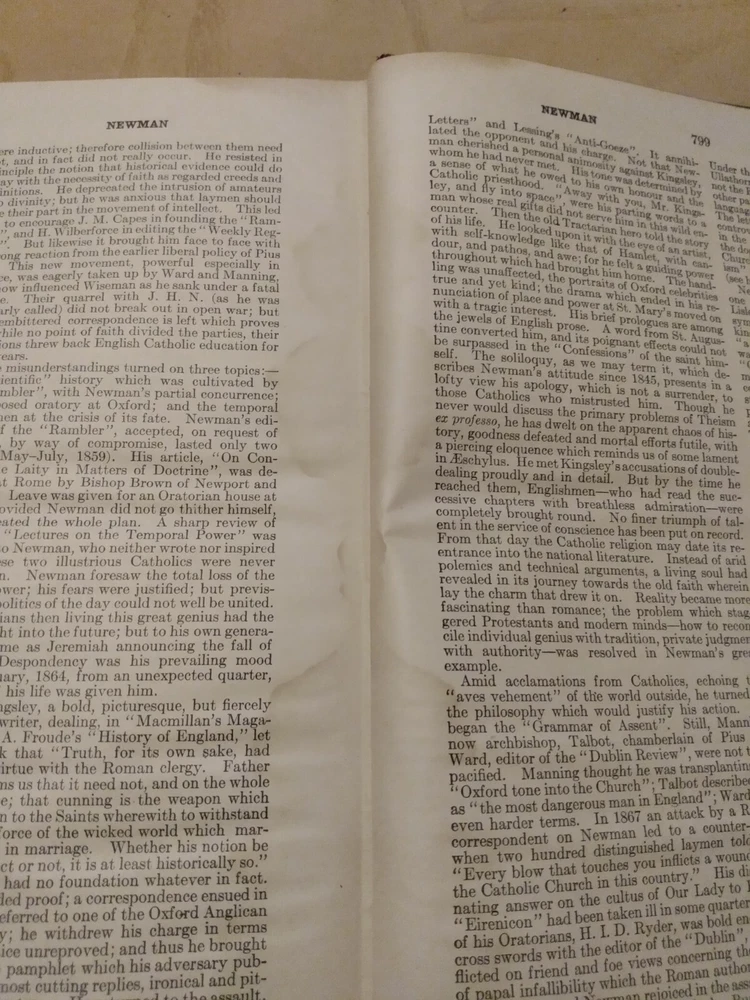 NEWMAN
ere inductive; therefore collision between them need
ot, and in fact did not really occur. He resisted in
inciple the notion that historical evidence could do
ay with the necessity of faith as regarded creeds and
initions. He deprecated the intrusion of amateurs
o divinity; but he was anxious that laymen should
e their part in the movement of intellect. This led
to encourage J. M. Capes in founding the "Ram-
", and H. Wilberforce in editing the "Weekly Reg-
". But likewise it brought him face to face with
ong reaction from the earlier liberal policy of Pius
This new movement, powerful especially in
ce, was eagerly taken up by Ward and Manning,
ow influenced Wiseman as he sank under a fatal
e. Their quarrel with J. H. N. (as he was
arly called) did not break out in open war; but
embittered correspondence is left which proves
while no point of faith divided the parties, their
ions threw back English Catholic education for
ears.
e misunderstandings turned on three topics:—
ientific" history which was cultivated by
mbler", with Newman's partial concurrence;
posed oratory at Oxford; and the temporal
hen at the crisis of its fate. Newman's edi-
f the "Rambler", accepted, on request of
, by way of compromise, lasted only two
May-July, 1859). His article, "On Con-
e Laity in Matters of Doctrine", was de-
t Rome by Bishop Brown of Newport and
Leave was given for an Oratorian house at
rovided Newman did not go thither himself,
eated the whole plan. A sharp review of
"Lectures on the Temporal Power" was
o Newman, who neither wrote nor inspired
ese two illustrious Catholics were never
n. Newman foresaw the total loss of the
ower; his fears were justified; but previs-
politics of the day could not well be united.
ians then living this great genius had the
ht into the future; but to his own genera-
me as Jeremiah announcing the fall of
Despondency was his prevailing mood
uary, 1864, from an unexpected quarter,
his life was given him.
ngsley, a bold, picturesque, but fiercely
writer, dealing, in "Macmillan's Maga-
A. Froude's "History of England," let
k that "Truth, for its own sake, had
virtue with the Roman clergy. Father
ms us that it need not, and on the whole
e; that cunning is the weapon which
n to the Saints wherewith to withstand
force of the wicked world which mar-
in marriage. Whether his notion be
ct or not, it is at least historically so."
had no foundation whatever in fact.
led proof; a correspondence ensued in
eferred to one of the Oxford Anglican
y; he withdrew his charge in terms
ice unreproved; and thus he brought
pamphlet which his adversary pub-
most cutting replies, ironical and pit-
to the assault,
NEWMAN
799
Letters" and Lessing's "Anti-Goeze". It annihi-
lated the opponent and his charge. Not that New-
man cherished a personal animosity against Kingsley,
whom he had never met. His tone was determined by
a sense of what he owed to his own honour and the
Catholic priesthood. "Away with you, Mr. Kings-
ley, and fly into space", were his parting words to a
man whose real gifts did not serve him in this wild en-
counter. Then the old Tractarian hero told the story
of his life. He looked upon it with the eye of an artist,
with self-knowledge like that of Hamlet, with can-
dour, and pathos, and awe; for he felt a guiding power
throughout which had brought him home. The hand-
ling was unaffected, the portraits of Oxford celebrities
true and yet kind; the drama which ended in his re-
nunciation of place and power at St. Mary's moved on
with a tragic interest. His brief prologues are among
the jewels of English prose. A word from St. Augus-
tine converted him, and its poignant effects could not
be surpassed in the "Confessions" of the saint him-
self. The soliloquy, as we may term it, which de-
scribes Newman's attitude since 1845, presents in a
lofty view his apology, which is not a surrender, to
those Catholics who mistrusted him. Though he
never would discuss the primary problems of Theism
ex professo, he has dwelt on the apparent chaos of his-
tory, goodness defeated and mortal efforts futile, with
a piercing eloquence which reminds us of some lament
in Æschylus. He met Kingsley's accusations of double-
dealing proudly and in detail. But by the time he
reached them, Englishmen—who had read the suc-
cessive chapters with breathless admiration—were
completely brought round. No finer triumph of tal-
ent in the service of conscience has been put on record.
From that day the Catholic religion may date its re-
entrance into the national literature. Instead of arid
polemics and technical arguments, a living soul had
revealed in its journey towards the old faith wherein
lay the charm that drew it on. Reality became more
fascinating than romance; the problem which stag
gered Protestants and modern minds—how to recon
cile individual genius with tradition, private judgmen
with authority—was resolved in Newman's grea
example.
Amid acclamations from Catholics, echoing t
"aves vehement" of the world outside, he turned
the philosophy which would justify his action.
began the "Grammar of Assent". Still, Mann
now archbishop, Talbot, chamberlain of Pius
Ward, editor of the "Dublin Review", were not t
pacified. Manning thought he was transplantin
"Oxford tone into the Church"; Talbot described
as "the most dangerous man in England"; Ward
even harder terms. In 1867 an attack by a R
correspondent on Newman led to a counter-
when two hundred distinguished laymen told
"Every blow that touches you inflicts a wound
the Catholic Church in this country." His di
nating answer on the cultus of Our Lady to
"Eirenicon" had been taken ill in some quarter
of his Oratorians, H. I. D. Ryder, was bold en
cross swords with the editor of the "Dublin",
flicted on friend and foe views concerning the
of papal infallibility which the Roman author
Newman rejoiced in the ass
Under th
Ullathorn
not the l
other pa
languag
The